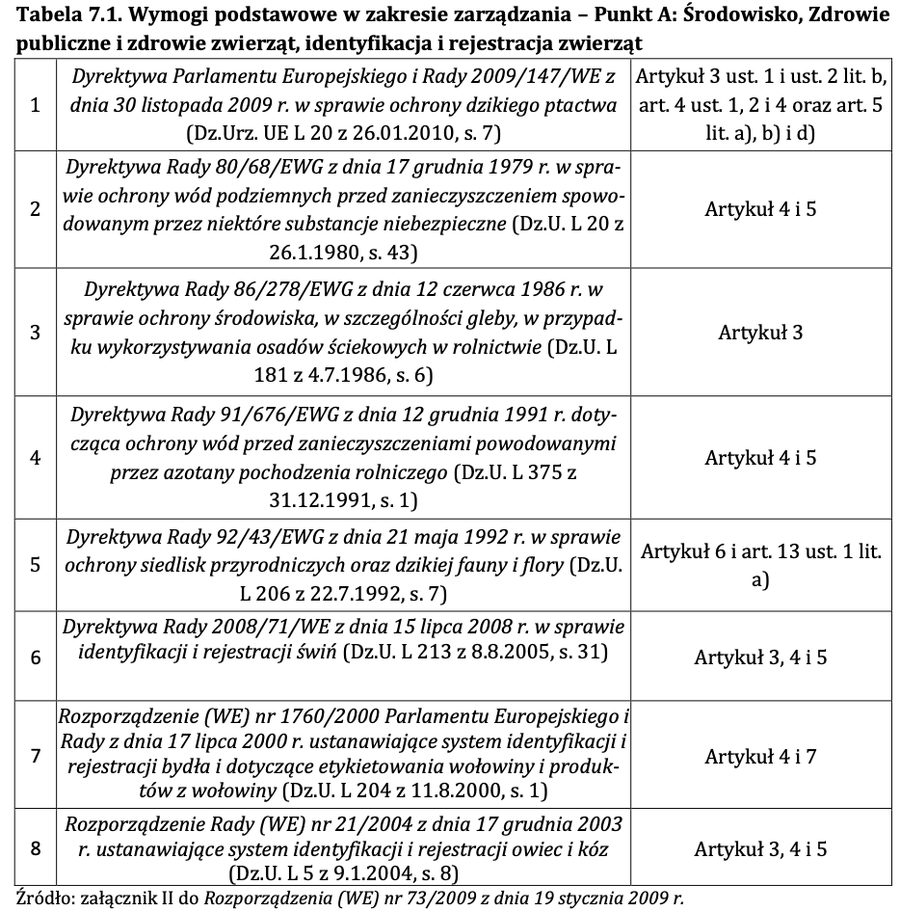 Tabela 7.1. Wymogi podstawowe w zakresie zarządzania – Punkt A: Środowisko, Zdrowie
publiczne i zdrowie zwierząt, identyfikacja i rejestracja zwierząt
1
Dyrektywa Parlamentu Europejskiego i Rady 2009/147/WE z
dnia 30 listopada 2009 r. w sprawie ochrony dzikiego ptactwa
(Dz.Urz. UE L 20 z 26.01.2010, s. 7)
Artykuł 3 ust. 1 i ust. 2 lit. b,
art. 4 ust. 1, 2 i 4 oraz art. 5
lit. a), b) i d)
2
Dyrektywa Rady 80/68/EWG z dnia 17 grudnia 1979 r. w spra-
wie ochrony wód podziemnych przed zanieczyszczeniem spowo-
dowanym przez niektóre substancje niebezpieczne (Dz.U. L 20 z
26.1.1980, s. 43)
Artykuł 4 i 5
3
Dyrektywa Rady 86/278/EWG z dnia 12 czerwca 1986 r. w
sprawie ochrony środowiska, w szczególności gleby, w przypad-
ku wykorzystywania osadów ściekowych w rolnictwie (Dz.U. L
181 z 4.7.1986, s. 6)
Artykuł 3
4
Dyrektywa Rady 91/676/EWG z dnia 12 grudnia 1991 r. doty-
cząca ochrony wód przed zanieczyszczeniami powodowanymi
przez azotany pochodzenia rolniczego (Dz.U. L 375 z
31.12.1991, s. 1)
Artykuł 4 i 5
5
Dyrektywa Rady 92/43/EWG z dnia 21 maja 1992 r. w sprawie
ochrony siedlisk przyrodniczych oraz dzikiej fauny i flory (Dz.U.
L 206 z 22.7.1992, s. 7)
Artykuł 6 i art. 13 ust. 1 lit.
a)
6
Dyrektywa Rady 2008/71/WE z dnia 15 lipca 2008 r. w sprawie
identyfikacji i rejestracji świń (Dz.U. L 213 z 8.8.2005, s. 31)
Artykuł 3, 4 i 5
7
Rozporządzenie (WE) nr 1760/2000 Parlamentu Europejskiego i
Rady z dnia 17 lipca 2000 r. ustanawiające system identyfikacji i
rejestracji bydła i dotyczące etykietowania wołowiny i produk-
tów z wołowiny (Dz.U. L 204 z 11.8.2000, s. 1)
Artykuł 4 i 7
8
Rozporządzenie Rady (WE) nr 21/2004 z dnia 17 grudnia 2003
r. ustanawiające system identyfikacji i rejestracji owiec i kóz
(Dz.U. L 5 z 9.1.2004, s. 8)
Artykuł 3, 4 i 5
Źródło: załącznik II do Rozporządzenia (WE) nr 73/2009 z dnia 19 stycznia 2009 r.